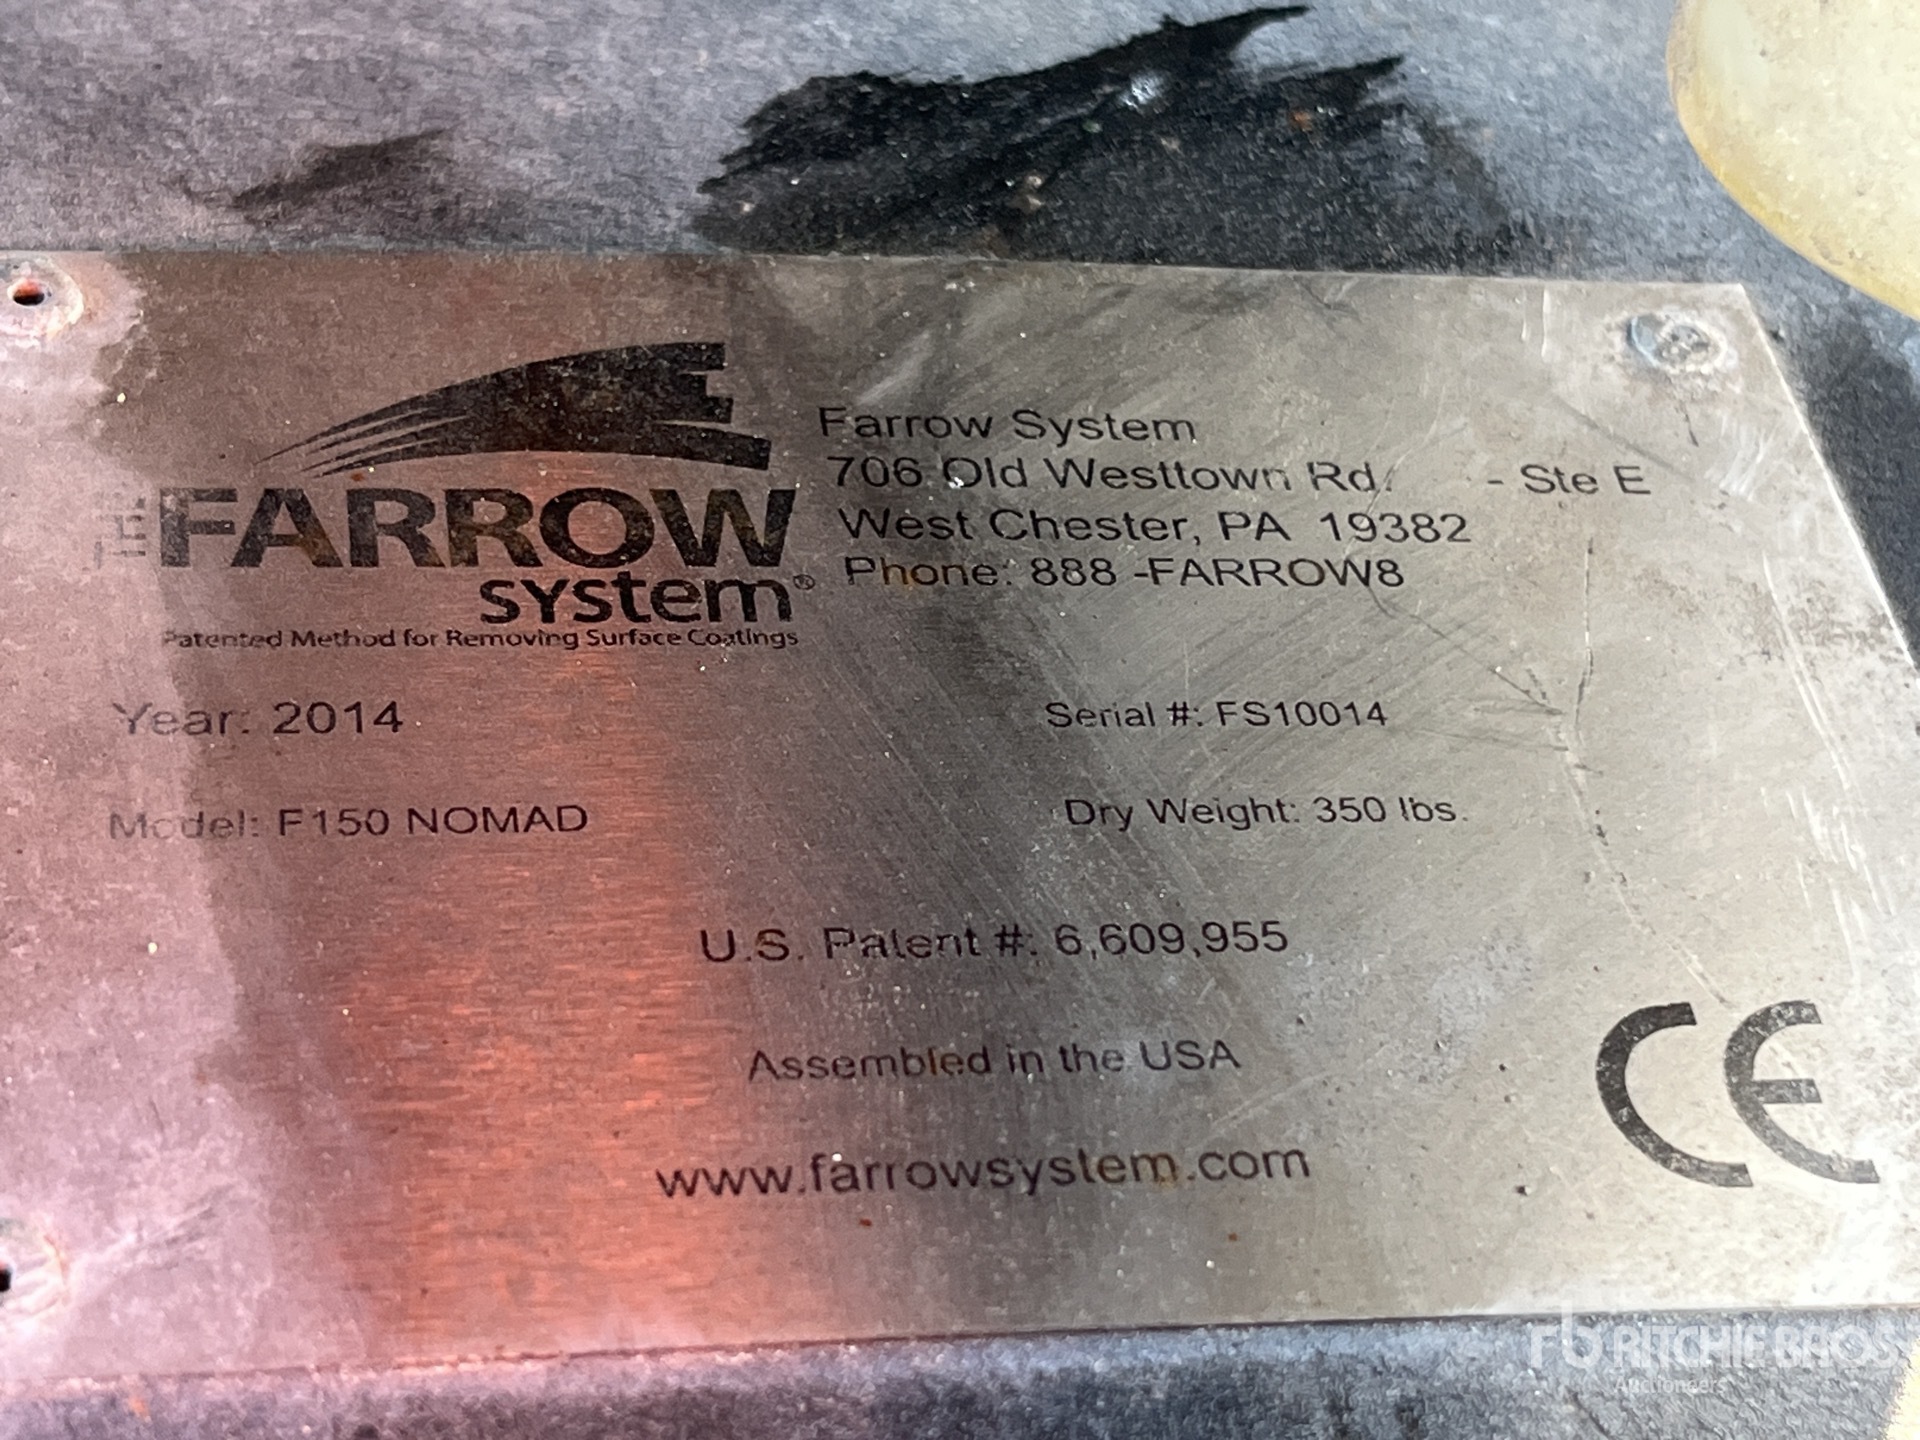 THE FARROW
SYSTEM®
Patented Method for Removing Surface Coatings
Farrow System
706 Old Westtown Rd. - Ste E
West Chester, PA 19382
Phone: 888 -FARROW8
Year: 2014
Serial #: FS10014
Model: F150 NOMAD
Dry Weight: 350 lbs.
U.S. Patent #: 6,609,955
Assembled in the USA
www.farrowsystem.com
CE
rb RITCHIE BROS.
Auctioneers